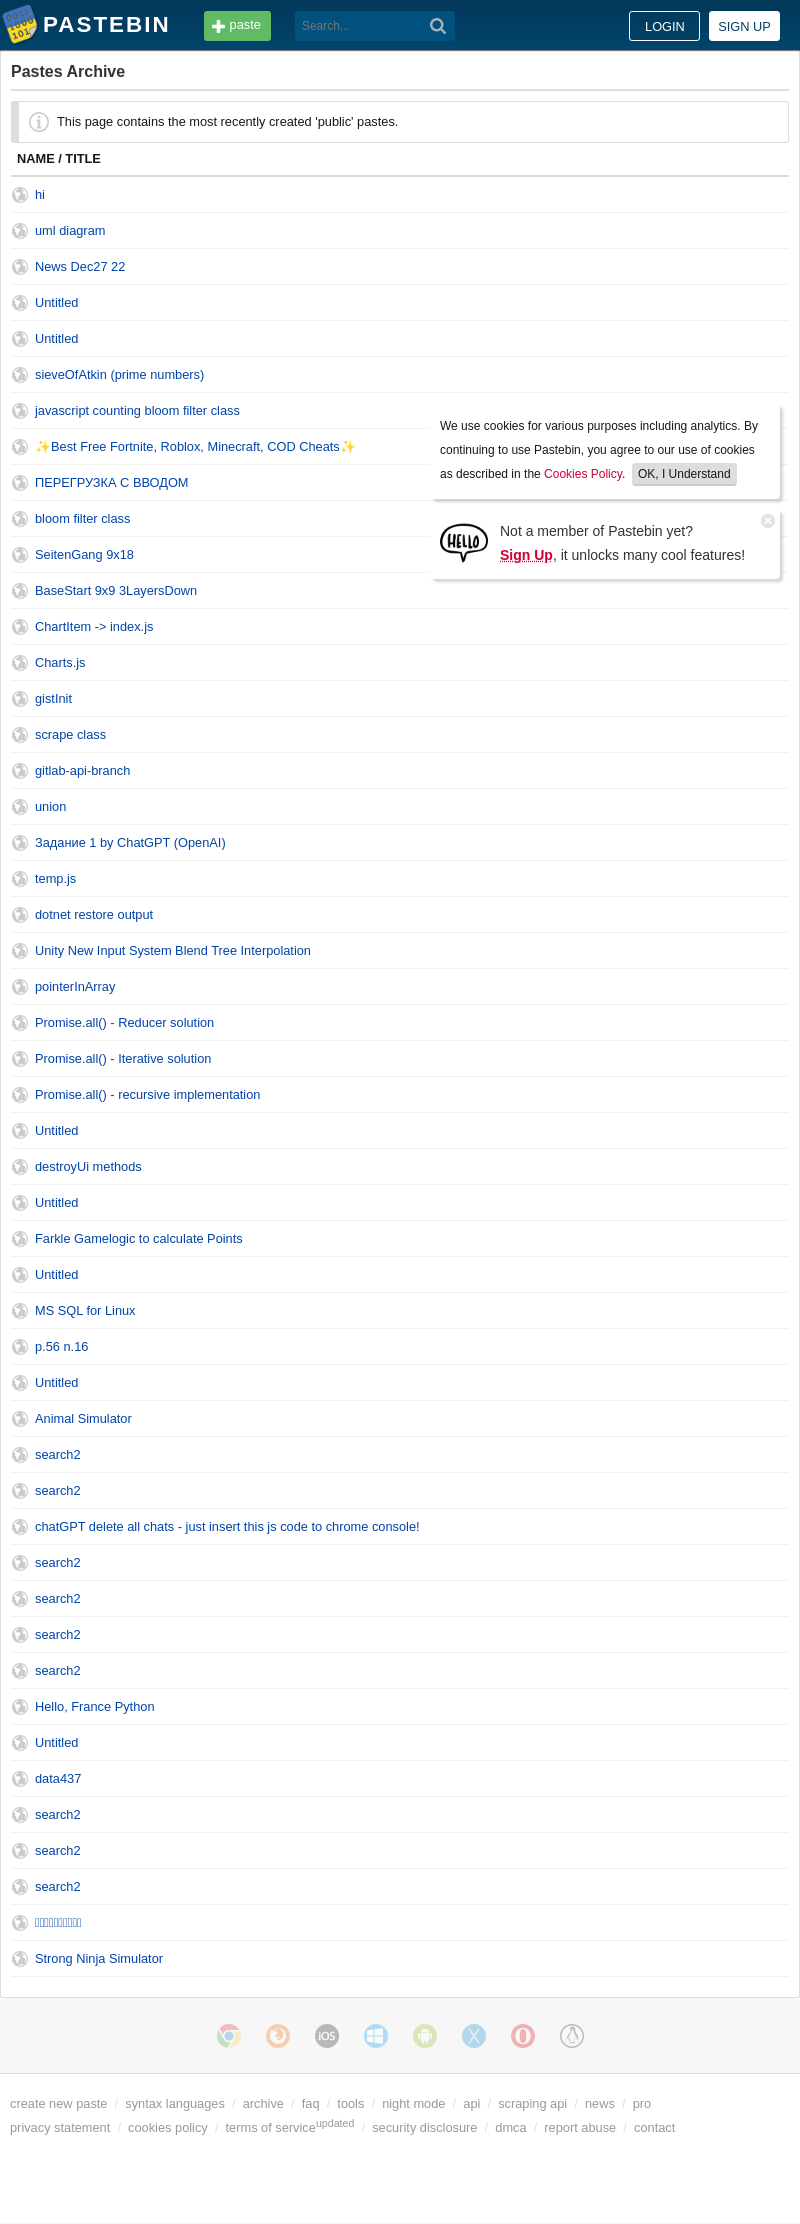 PASTEBIN
paste
Search...
LOGIN
SIGN UP
Pastes Archive
This page contains the most recently created 'public' pastes.
NAME / TITLE
hi
uml diagram
News Dec27 22
Untitled
Untitled
sieveOfAtkin (prime numbers)
javascript counting bloom filter class
✨Best Free Fortnite, Roblox, Minecraft, COD Cheats✨
ПЕРЕГРУЗКА С ВВОДОМ
bloom filter class
SeitenGang 9x18
BaseStart 9x9 3LayersDown
We use cookies for various purposes including analytics. By
continuing to use Pastebin, you agree to our use of cookies
as described in the Cookies Policy. OK, I Understand
HELLO
Not a member of Pastebin yet?
Sign Up, it unlocks many cool features!
ChartItem -> index.js
Charts.js
gistInit
scrape class
gitlab-api-branch
union
Задание 1 by ChatGPT (OpenAI)
temp.js
dotnet restore output
Unity New Input System Blend Tree Interpolation
pointerInArray
Promise.all() - Reducer solution
Promise.all() - Iterative solution
Promise.all() - recursive implementation
Untitled
destroyUi methods
Untitled
Farkle Gamelogic to calculate Points
Untitled
MS SQL for Linux
p.56 n.16
Untitled
Animal Simulator
search2
search2
chatGPT delete all chats - just insert this js code to chrome console!
search2
search2
search2
search2
Hello, France Python
Untitled
data437
search2
search2
search2
Strong Ninja Simulator
iOS
create new paste / syntax languages / archive / faq / tools / night mode / api / scraping api / news / pro
privacy statement / cookies policy / terms of serviceupdated / security disclosure / dmca / report abuse / contact